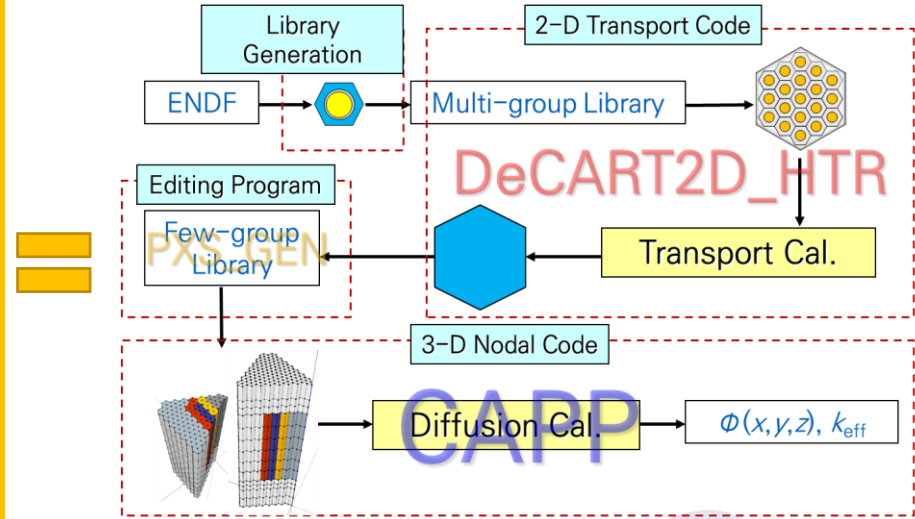 Library
Generation
2-D Transport Code
ENDF
Multi-group Library
DeCART2D_HTR
Editing Program
Few-group
Library
PXS_GEN
Transport Cal.
3-D Nodal Code
CAPP
Diffusion Cal.
Φ(x,y,z), keff